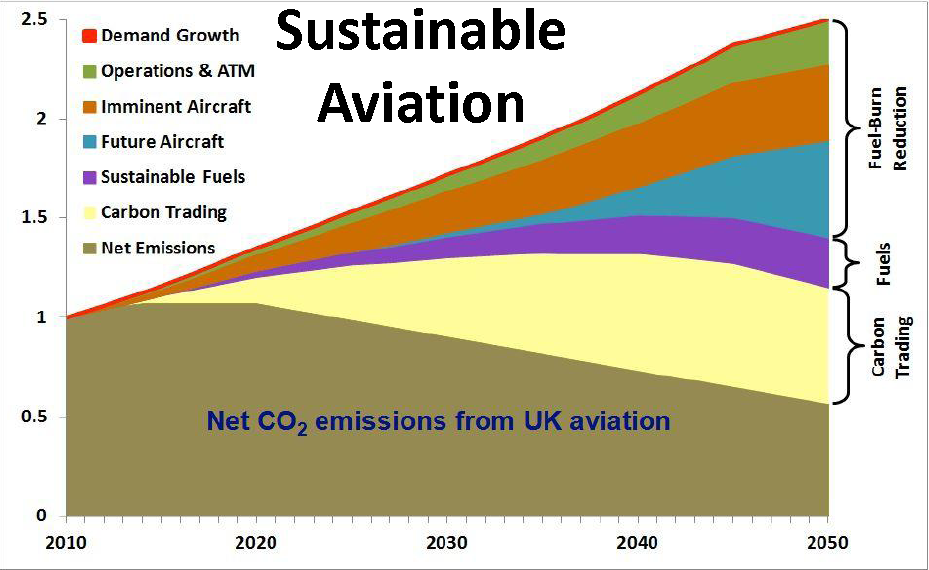 Sustainable
Aviation
Demand Growth
Operations & ATM
Imminent Aircraft
Future Aircraft
Sustainable Fuels
Carbon Trading
Net Emissions
2.5
2
1.5
1
0.5
0
2010
2020
2030
2040
2050
Net CO₂ emissions from UK aviation
Fuel-Burn
Reduction
Fuels
Carbon
Trading